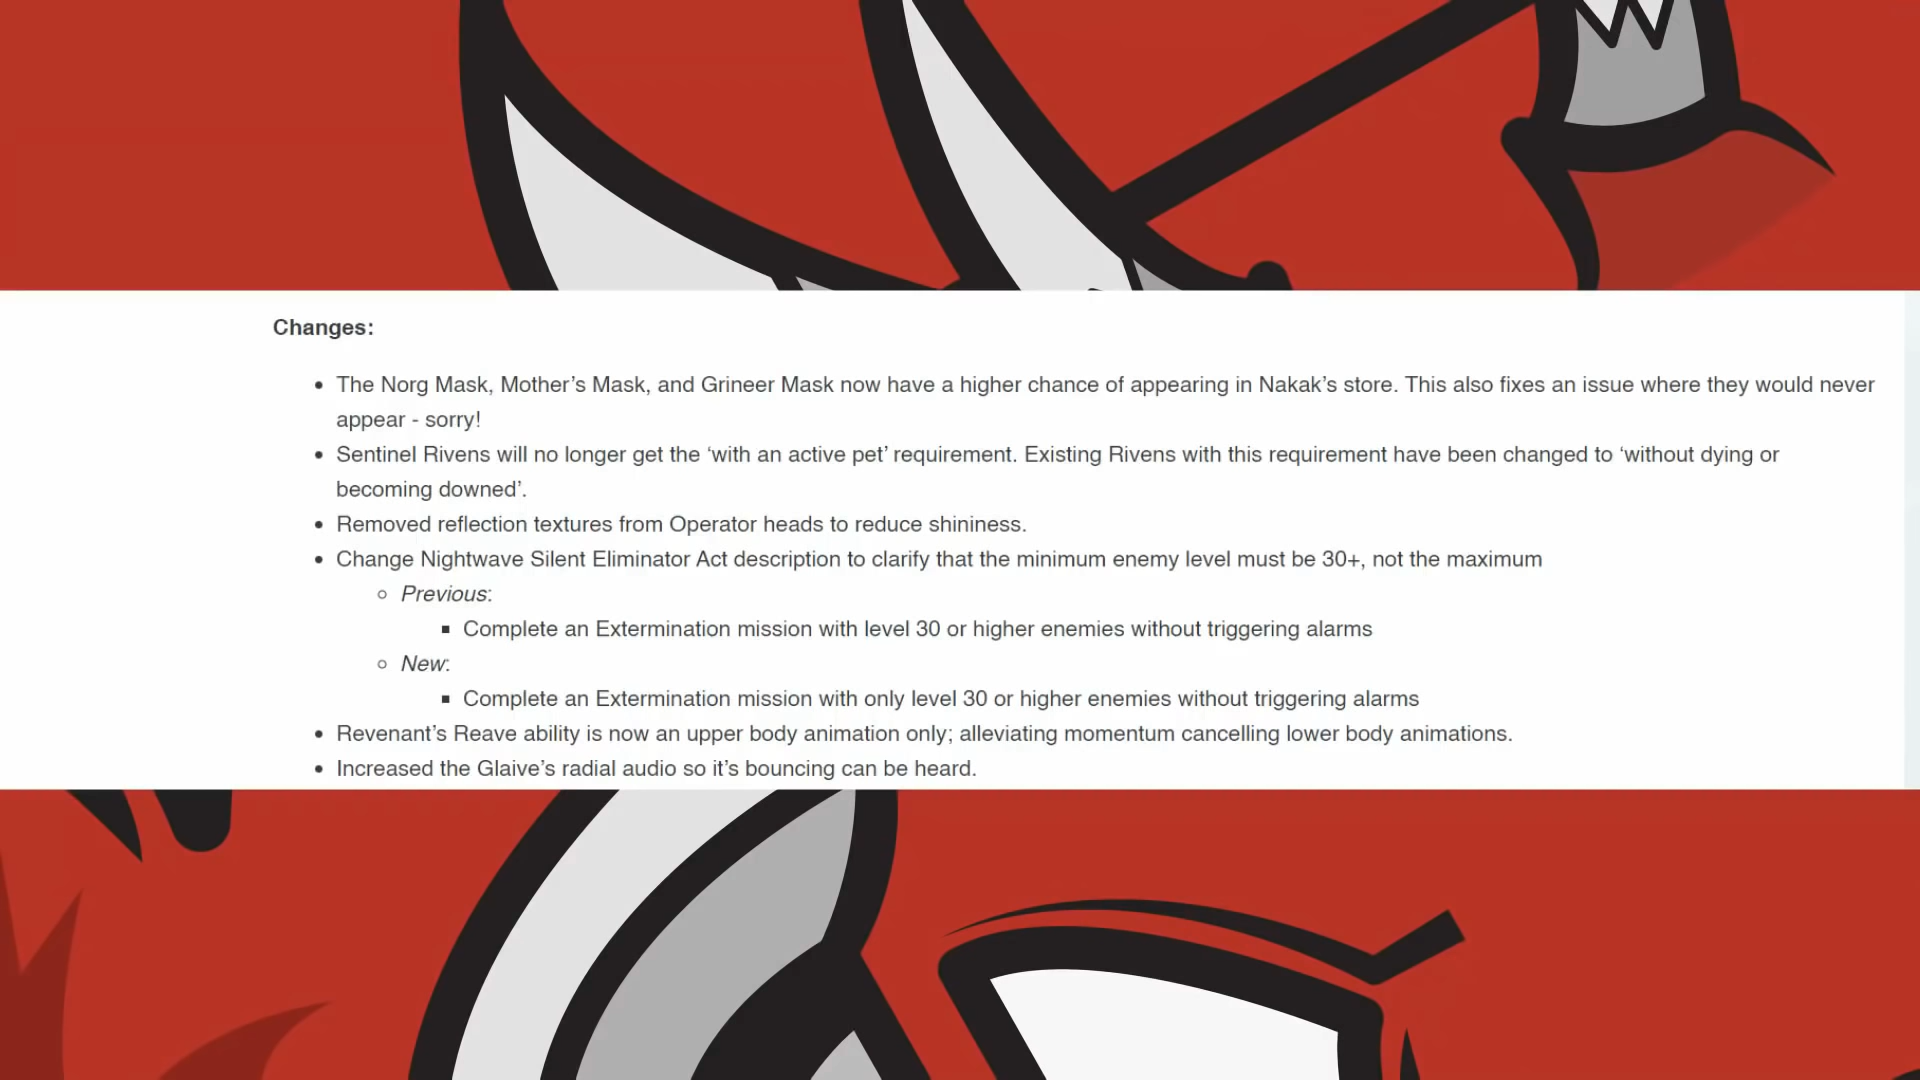 Changes:
The Norg Mask, Mother’s Mask, and Grineer Mask now have a higher chance of appearing in Nakak’s store. This also fixes an issue where they would never
appear - sorry!
Sentinel Rivens will no longer get the ‘with an active pet’ requirement. Existing Rivens with this requirement have been changed to ‘without dying or
becoming downed’.
Removed reflection textures from Operator heads to reduce shininess.
Change Nightwave Silent Eliminator Act description to clarify that the minimum enemy level must be 30+, not the maximum
Previous:
Complete an Extermination mission with level 30 or higher enemies without triggering alarms
New:
Complete an Extermination mission with only level 30 or higher enemies without triggering alarms
Revenant’s Reave ability is now an upper body animation only; alleviating momentum cancelling lower body animations.
Increased the Glaive’s radial audio so it’s bouncing can be heard.